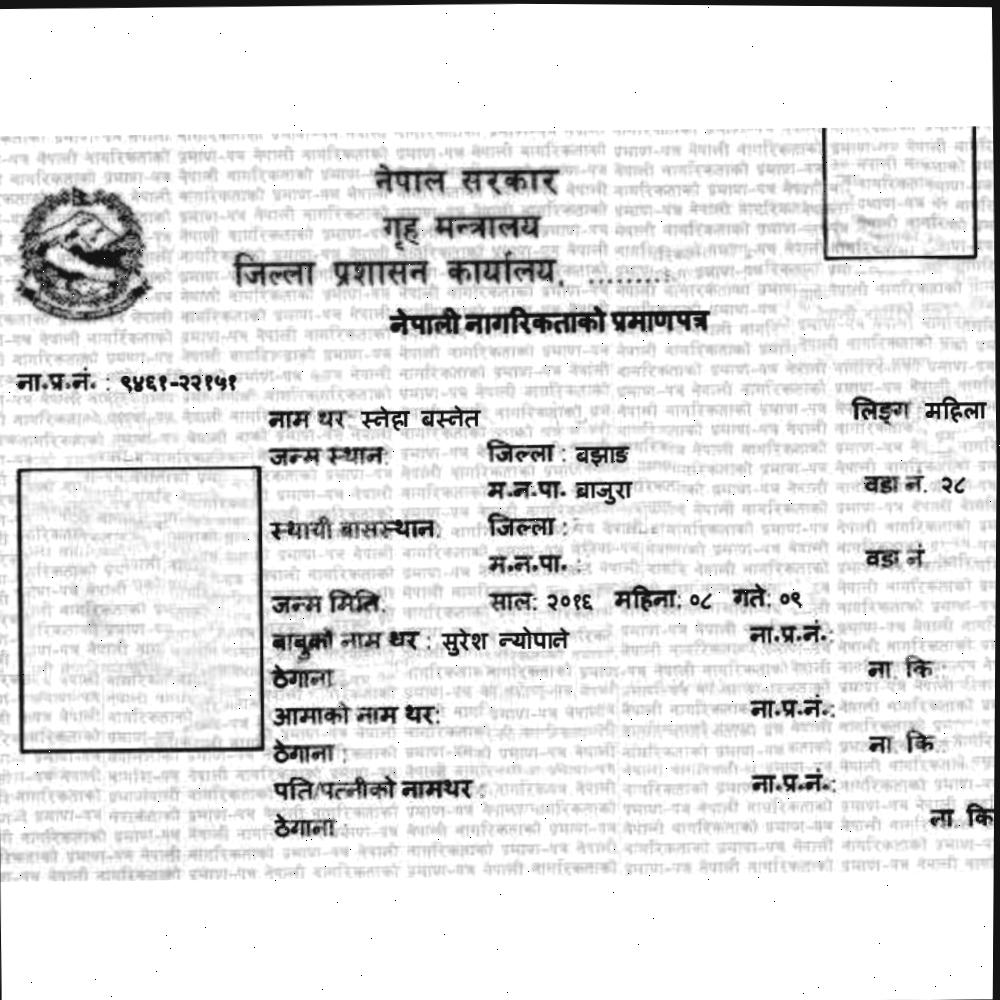 नेपाल सरकार
गृह मन्त्रालय
जिल्ला प्रशासन कार्यालय, .........
नेपाली नागरिकताको प्रमाणपत्र
ना.प्र.नं. : ९४६१-२२१५१
नाम थर स्नेहा बस्नेत लिङ्ग महिला
जन्म स्थान: जिल्ला : बझाङ
म.न.पा. बाजुरा वडा नं. २८
स्थायी बासस्थान: जिल्ला :
म.न.पा. : वडा नं
जन्म मिति: साल: २०१६ महिना: ०८ गते: ०९
बाबुको नाम थर : सुरेश न्योपाने ना.प्र.नं.:
ठेगाना ना. कि :
आमाको नाम थर: ना.प्र.नं.:
ठेगाना : ना. कि
पति/पत्नीको नामथर : ना.प्र.नं.:
ठेगाना : ना. कि